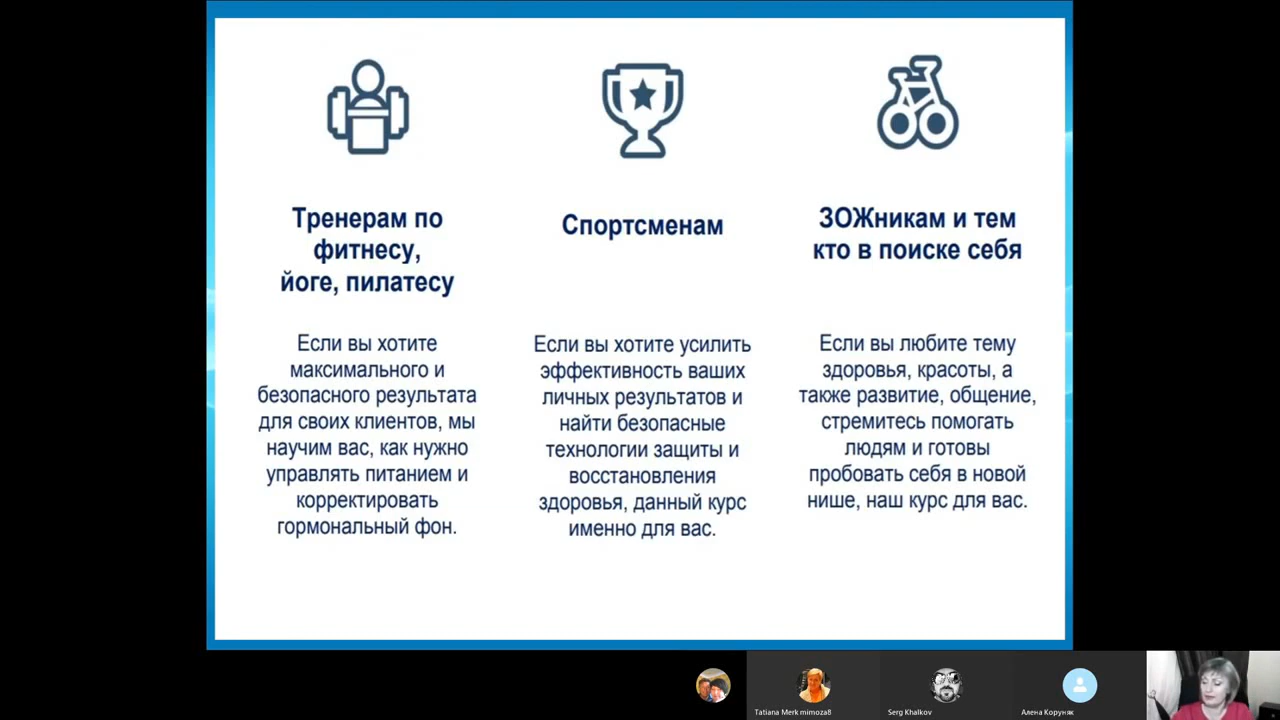 Тренерам по
фитнесу,
йоге, пилатесу
Если вы хотите
максимального и
безопасного результата
для своих клиентов, мы
научим вас, как нужно
управлять питанием и
корректировать
гормональный фон.
Спортсменам
Если вы хотите усилить
эффективность ваших
личных результатов и
найти безопасные
технологии защиты и
восстановления
здоровья, данный курс
именно для вас.
ЗОЖникам и тем
кто в поиске себя
Если вы любите тему
здоровья, красоты, а
также развитие, общение,
стремитесь помогать
людям и готовы
пробовать себя в новой
нише, наш курс для вас.
Tatiana Merk mimoza8
Serg Khalkov
Алена Коруняк